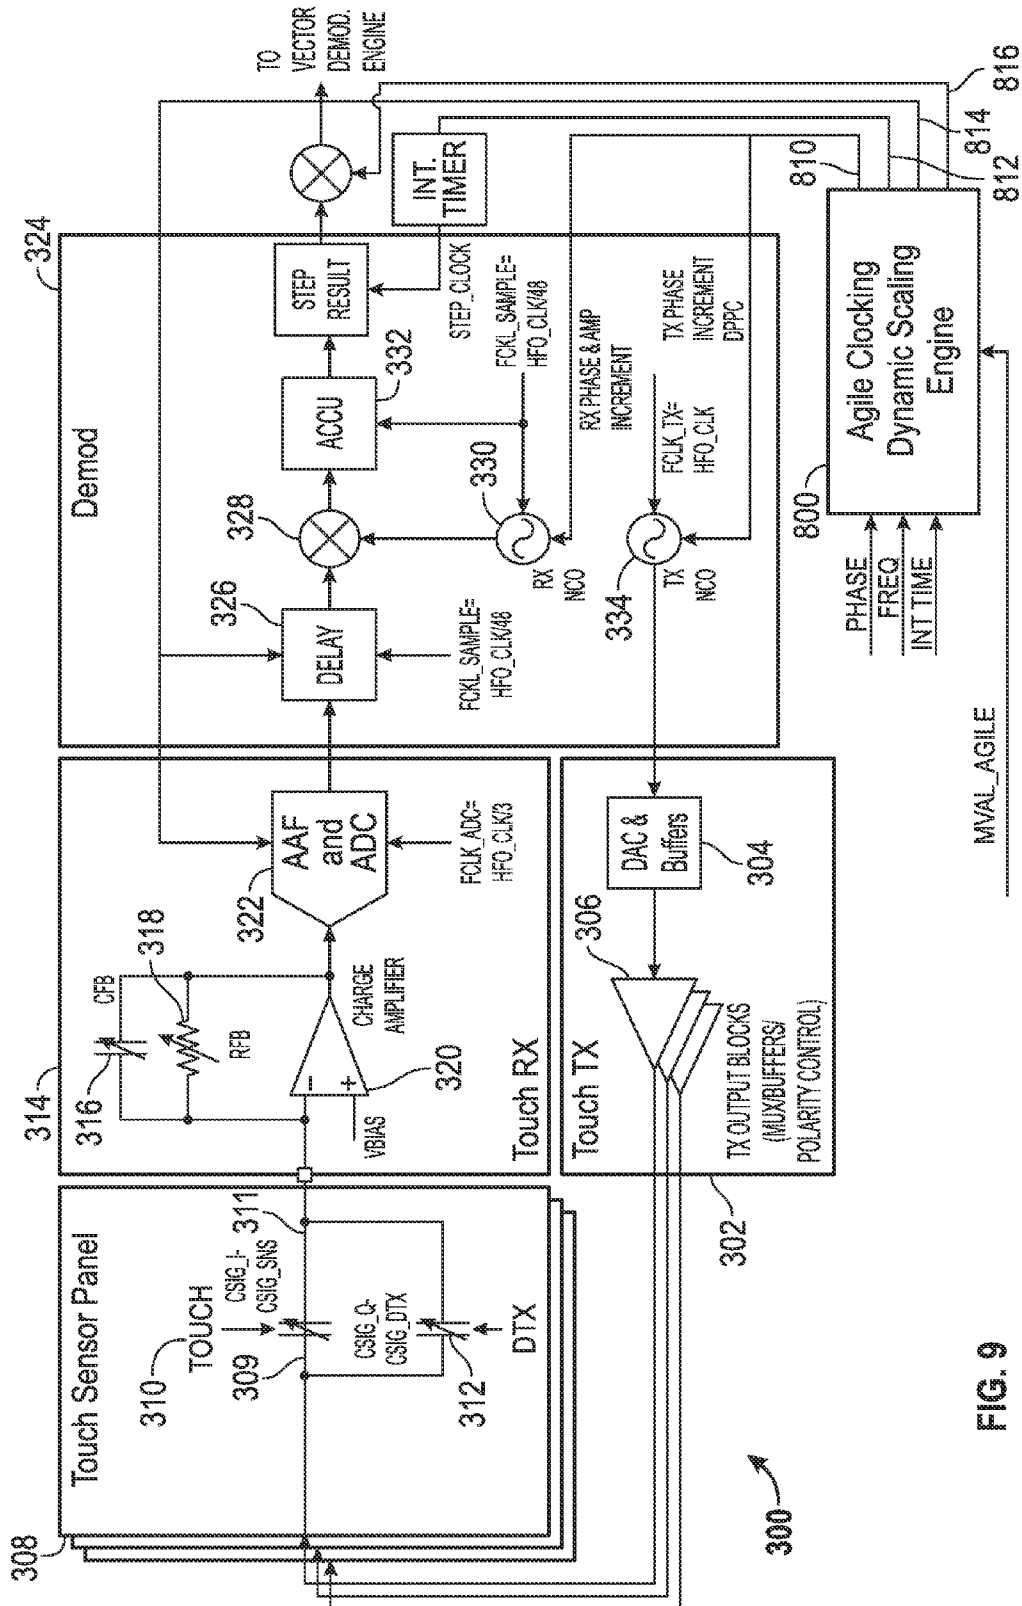 308
Touch Sensor Panel
310
TOUCH
309
CSIG_I-
CSIG_SNS
311
CSIG_Q-
CSIG_DTX
312
DTX
314
316
CFB
318
RFB
VBIAS
320
CHARGE
AMPLIFIER
322
AAF
and
ADC
FCLK_ADC=
HFO_CLK/3
Touch RX
Touch TX
306
TX OUTPUT BLOCKS
(MUX/BUFFERS/
POLARITY CONTROL)
302
DAC &
Buffers
304
324
Demod
326
DELAY
FCKL_SAMPLE=
HFO_CLK/48
328
ACCU
332
STEP
RESULT
STEP_CLOCK
INT.
TIMER
TO
VECTOR
DEMOD.
ENGINE
330
RX
NCO
FCKL_SAMPLE=
HFO_CLK/48
RX PHASE & AMP
INCREMENT
334
TX
NCO
FCLK_TX=
HFO_CLK
TX PHASE
INCREMENT
DPPC
800
PHASE
FREQ
INT TIME
Agile Clocking
Dynamic Scaling
Engine
810
812
814
816
MVAL_AGILE
300
FIG. 9